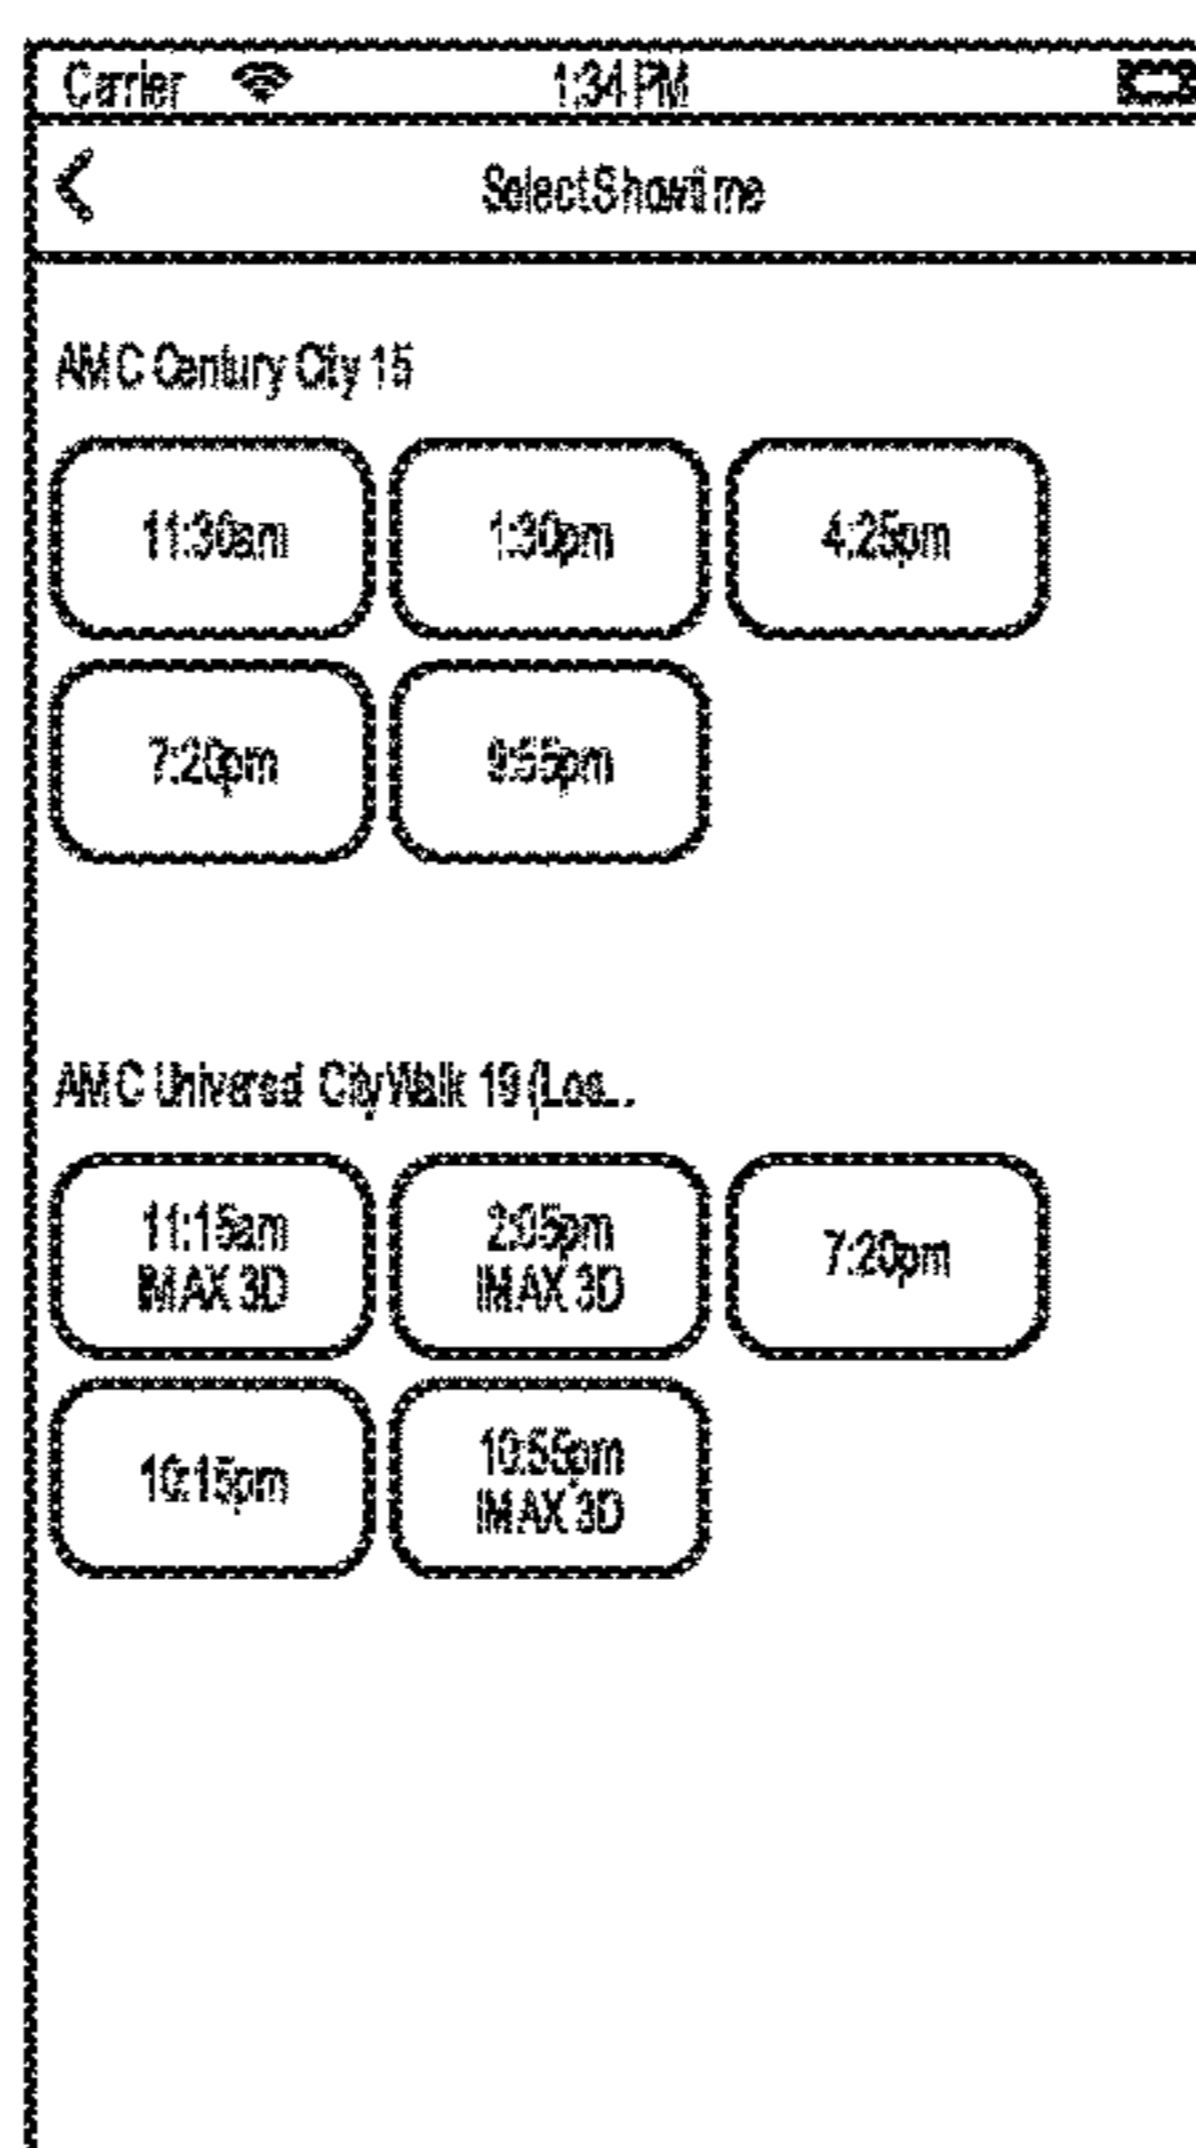 Carrier 1:34 PM
Select Showtime
AMC Century City 15
11:30am 1:30pm 4:25pm
7:20pm 9:55pm
AMC Universal CityWalk 19 (Los...
11:15am 2:05pm 7:20pm
IMAX 3D IMAX 3D
10:15pm 10:55pm
IMAX 3D